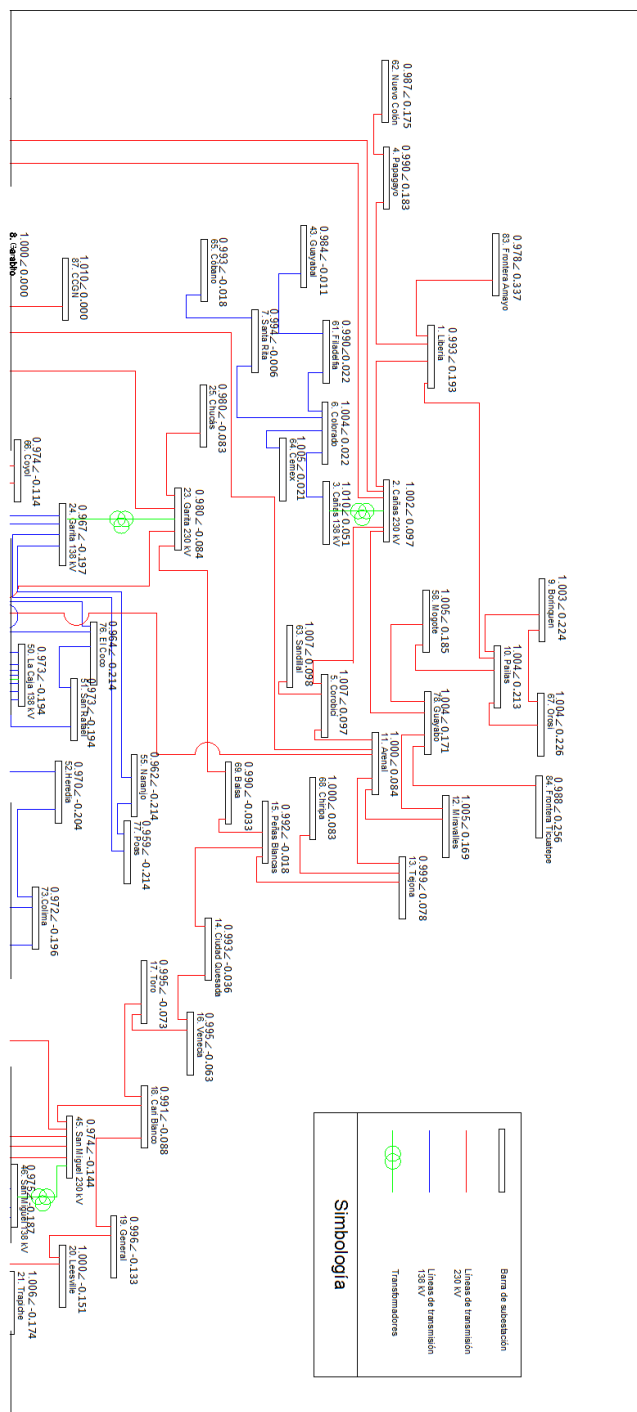 0.987∠0.175
62. Nuevo Colón
0.990∠0.183
4. Papagayo
0.978∠0.337
83. Frontera Amayo
0.993∠0.193
1. Liberia
1.002∠0.097
2. Cañas 230 kV
1.003∠0.224
9. Borinquen
1.004∠0.213
10. Pailas
1.004∠0.226
67. Orosi
1.005∠0.185
58. Mogote
1.004∠0.171
78. Guayabo
0.988∠0.256
84. Frontera Ticuatepe
1.005∠0.169
12. Miravalles
0.984∠-0.011
43. Guayabal
0.993∠-0.018
65. Cobano
0.994∠-0.006
7. Santa Rita
0.990∠0.022
61. Filadelfia
1.004∠0.022
6. Colorado
1.005∠0.021
64. Cemex
1.010∠0.051
3. Cañas 138 kV
1.007∠0.098
63. Sandillal
1.007∠0.097
5. Corobicí
1.000∠0.084
11. Arenal
1.000∠0.083
68. Chiripa
0.999∠0.078
13. Tejona
1.000∠0.000
1.010∠0.000
87. CCGN
0.980∠-0.083
25. Chucás
0.980∠-0.084
23. Garita 230 kV
0.974∠-0.114
66. Coyol
0.967∠-0.197
24. Garita 138 kV
0.964∠-0.214
76. El Coco
0.973∠-0.194
50. La Caja 138 kV
0.973∠-0.194
51. San Rafael
0.962∠-0.214
55. Naranjo
0.959∠-0.214
77. Poas
0.970∠-0.204
52. Heredia
0.972∠-0.196
73. Colima
0.990∠-0.033
69. Balsa
0.992∠-0.018
15. Peñas Blancas
0.993∠-0.036
14. Ciudad Quesada
0.995∠-0.063
16. Venecia
0.995∠-0.073
17. Toro
0.991∠-0.088
18. Cari Blanco
0.974∠-0.144
45. San Miguel 230 kV
0.975∠-0.187
46. San Miguel 138 kV
0.996∠-0.133
19. General
1.000∠-0.151
20. Leesville
1.006∠-0.174
21. Trapiche
Barra de subestación
Líneas de transmisión
230 kV
Líneas de transmisión
138 kV
Transformadores
Simbología